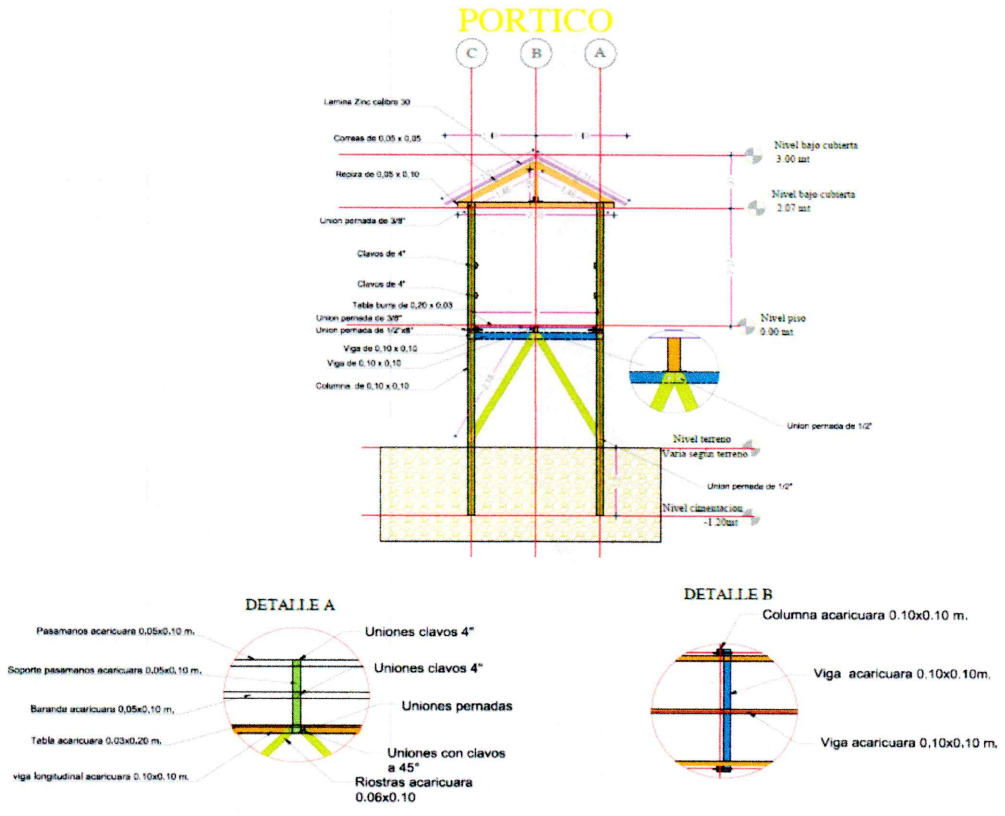 PORTICO
C
B
A
Lamina Zinc calibre 30
Correas de 0,05 x 0,05
Repiza de 0,05 x 0,10
Union pernada de 3/8"
Clavos de 4"
Clavos de 4"
Tabla burra de 0,20 x 0,03
Union pernada de 3/8"
Union pernada de 1/2"x8"
Viga de 0,10 x 0,10
Viga de 0,10 x 0,10
Columna de 0,10 x 0,10
Nivel bajo cubierta
3.00 mt
Nivel bajo cubierta
2.07 mt
Nivel piso
0.00 mt
Union pernada de 1/2"
Nivel terreno
Varia según terreno
Union pernada de 1/2"
Nivel cimentacion
-1.20mt
DETALLE A
Pasamanos acaricuara 0.05x0.10 m.
Soporte pasamanos acaricuara 0.05x0.10 m.
Baranda acaricuara 0,05x0,10 m.
Tabla acaricuara 0.03x0.20 m.
viga longitudinal acaricuara 0.10x0.10 m.
Uniones clavos 4"
Uniones clavos 4"
Uniones pernadas
Uniones con clavos
a 45°
Riostras acaricuara
0.06x0.10
DETALLE B
Columna acaricuara 0.10x0.10 m.
Viga acaricuara 0,10x0,10m.
Viga acaricuara 0,10x0,10 m.